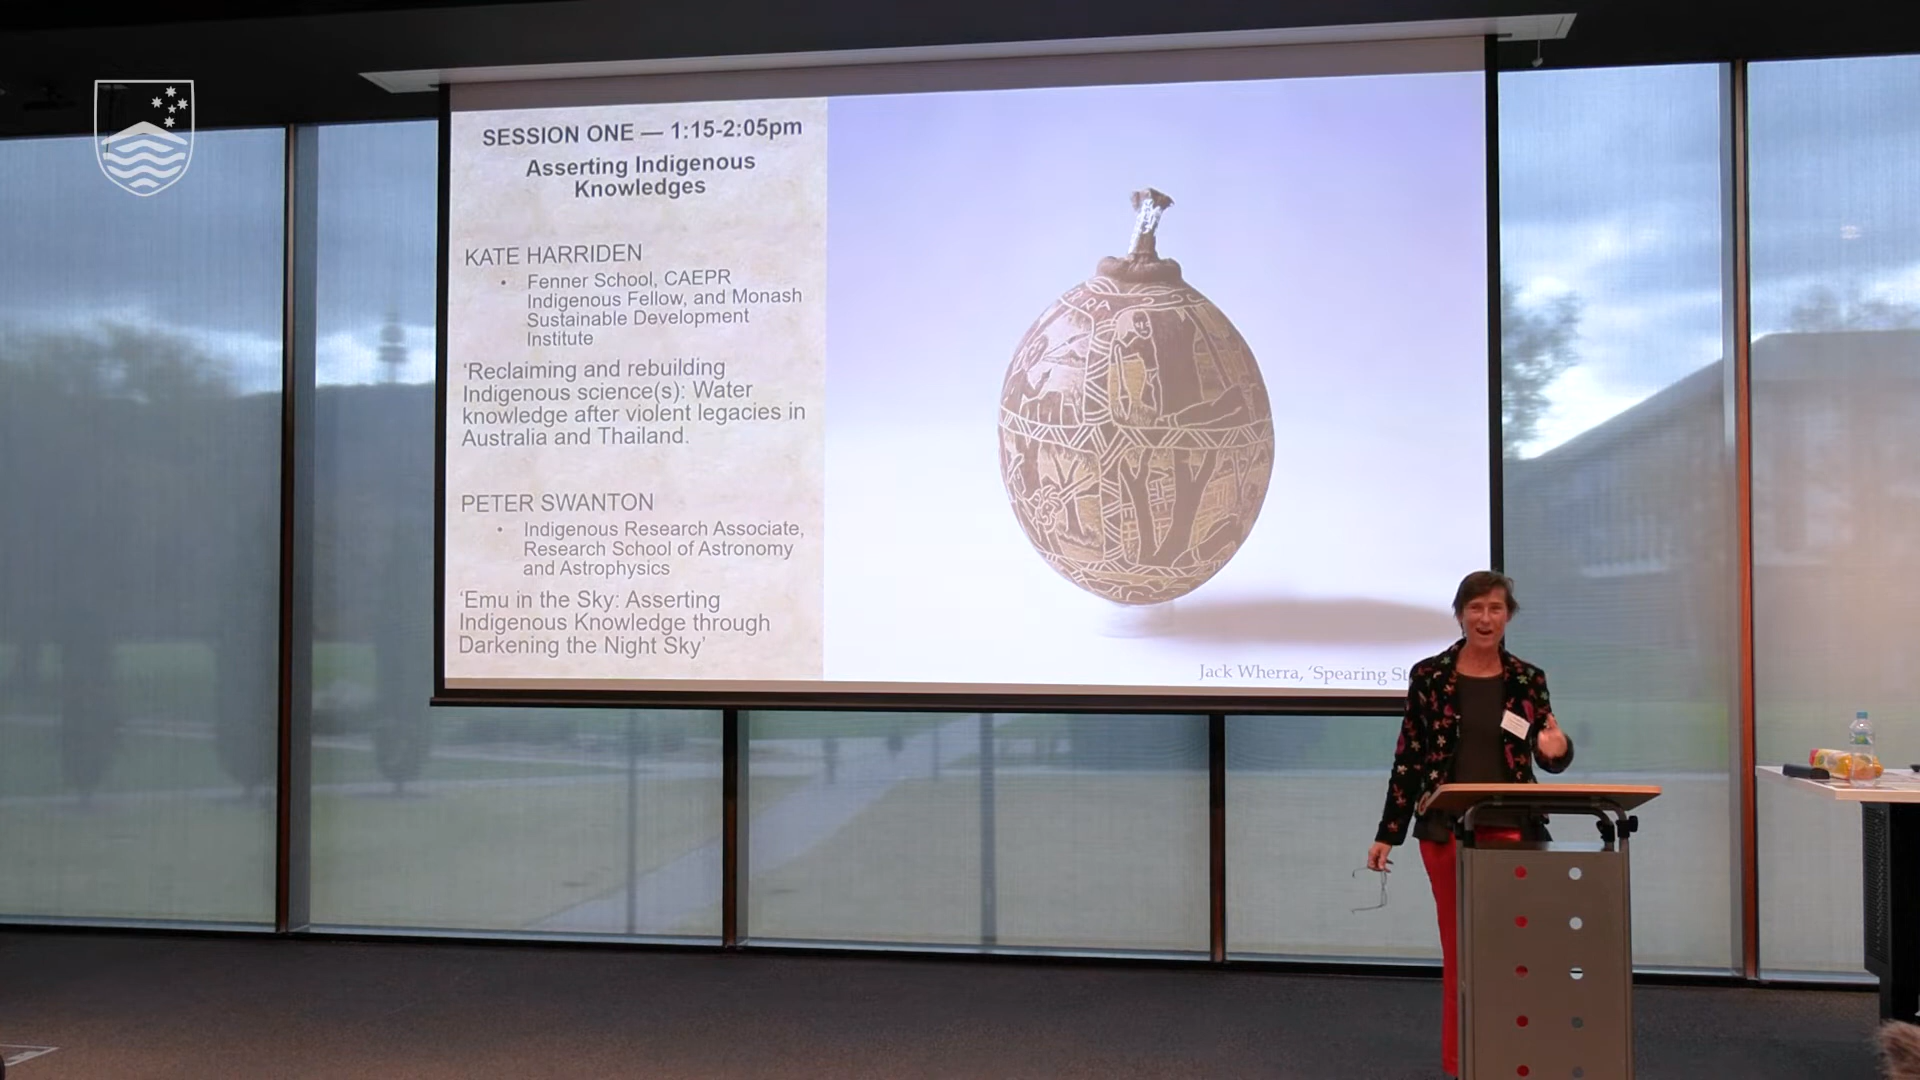 SESSION ONE — 1:15-2:05pm
Asserting Indigenous
Knowledges
KATE HARRIDEN
• Fenner School, CAEPR
Indigenous Fellow, and Monash
Sustainable Development
Institute
‘Reclaiming and rebuilding
Indigenous science(s): Water
knowledge after violent legacies in
Australia and Thailand.
PETER SWANTON
• Indigenous Research Associate,
Research School of Astronomy
and Astrophysics
‘Emu in the Sky: Asserting
Indigenous Knowledge through
Darkening the Night Sky’
Jack Wherra, ‘Spearing